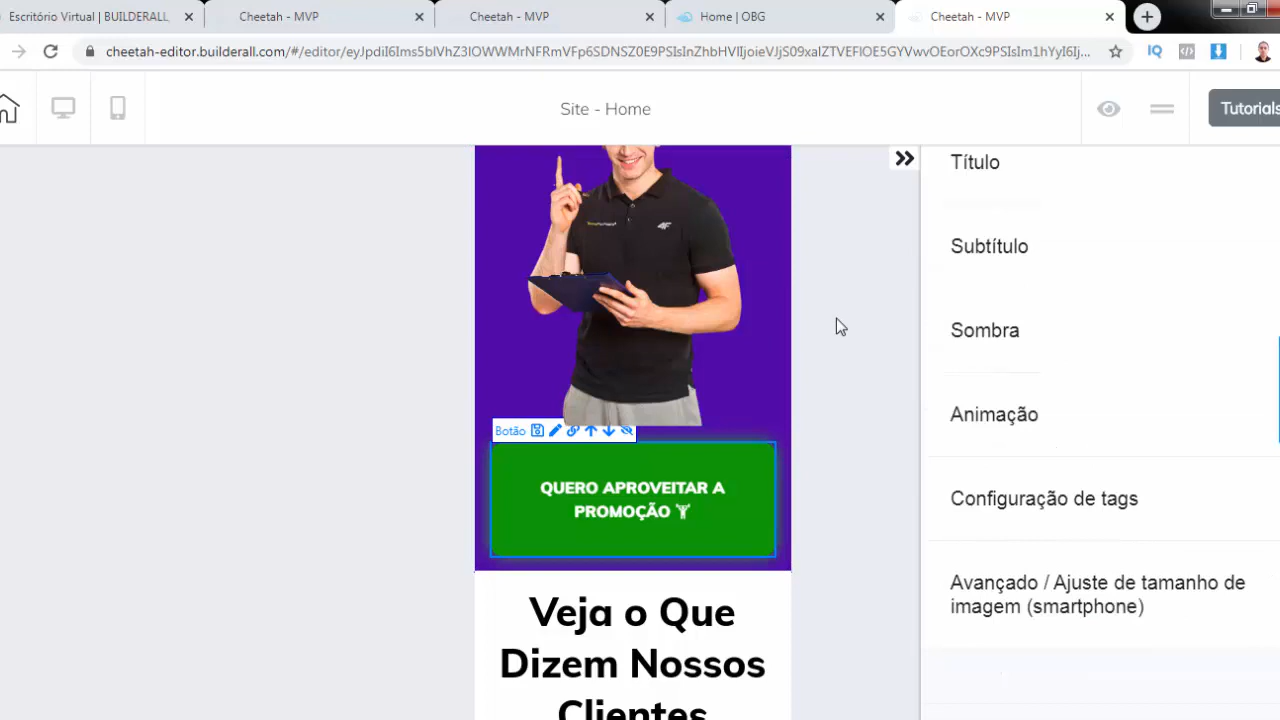 Escritório Virtual | BUILDERALL
Cheetah - MVP
Cheetah - MVP
Home | OBG
Cheetah - MVP
cheetah-editor.builderall.com/#/editor/
IQ
Site - Home
Tutorials
Título
Subtítulo
Sombra
Animação
Configuração de tags
Avançado / Ajuste de tamanho de
imagem (smartphone)
Botão
QUERO APROVEITAR A
PROMOÇÃO
Veja o Que
Dizem Nossos
Clientes